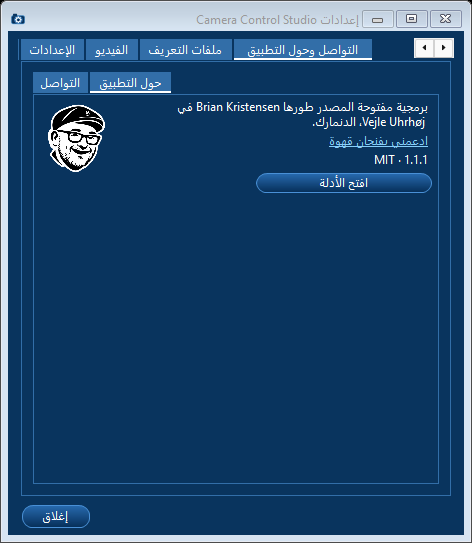 إعدادات Camera Control Studio
التواصل وحول التطبيق
ملفات التعريف
الفيديو
الإعدادات
حول التطبيق
التواصل
برمجية مفتوحة المصدر طورها Brian Kristensen في
Vejle Uhrhøj، الدنمارك.
ادعمني بفنجان قهوة
MIT · 1.1.1
افتح الأدلة
إغلاق